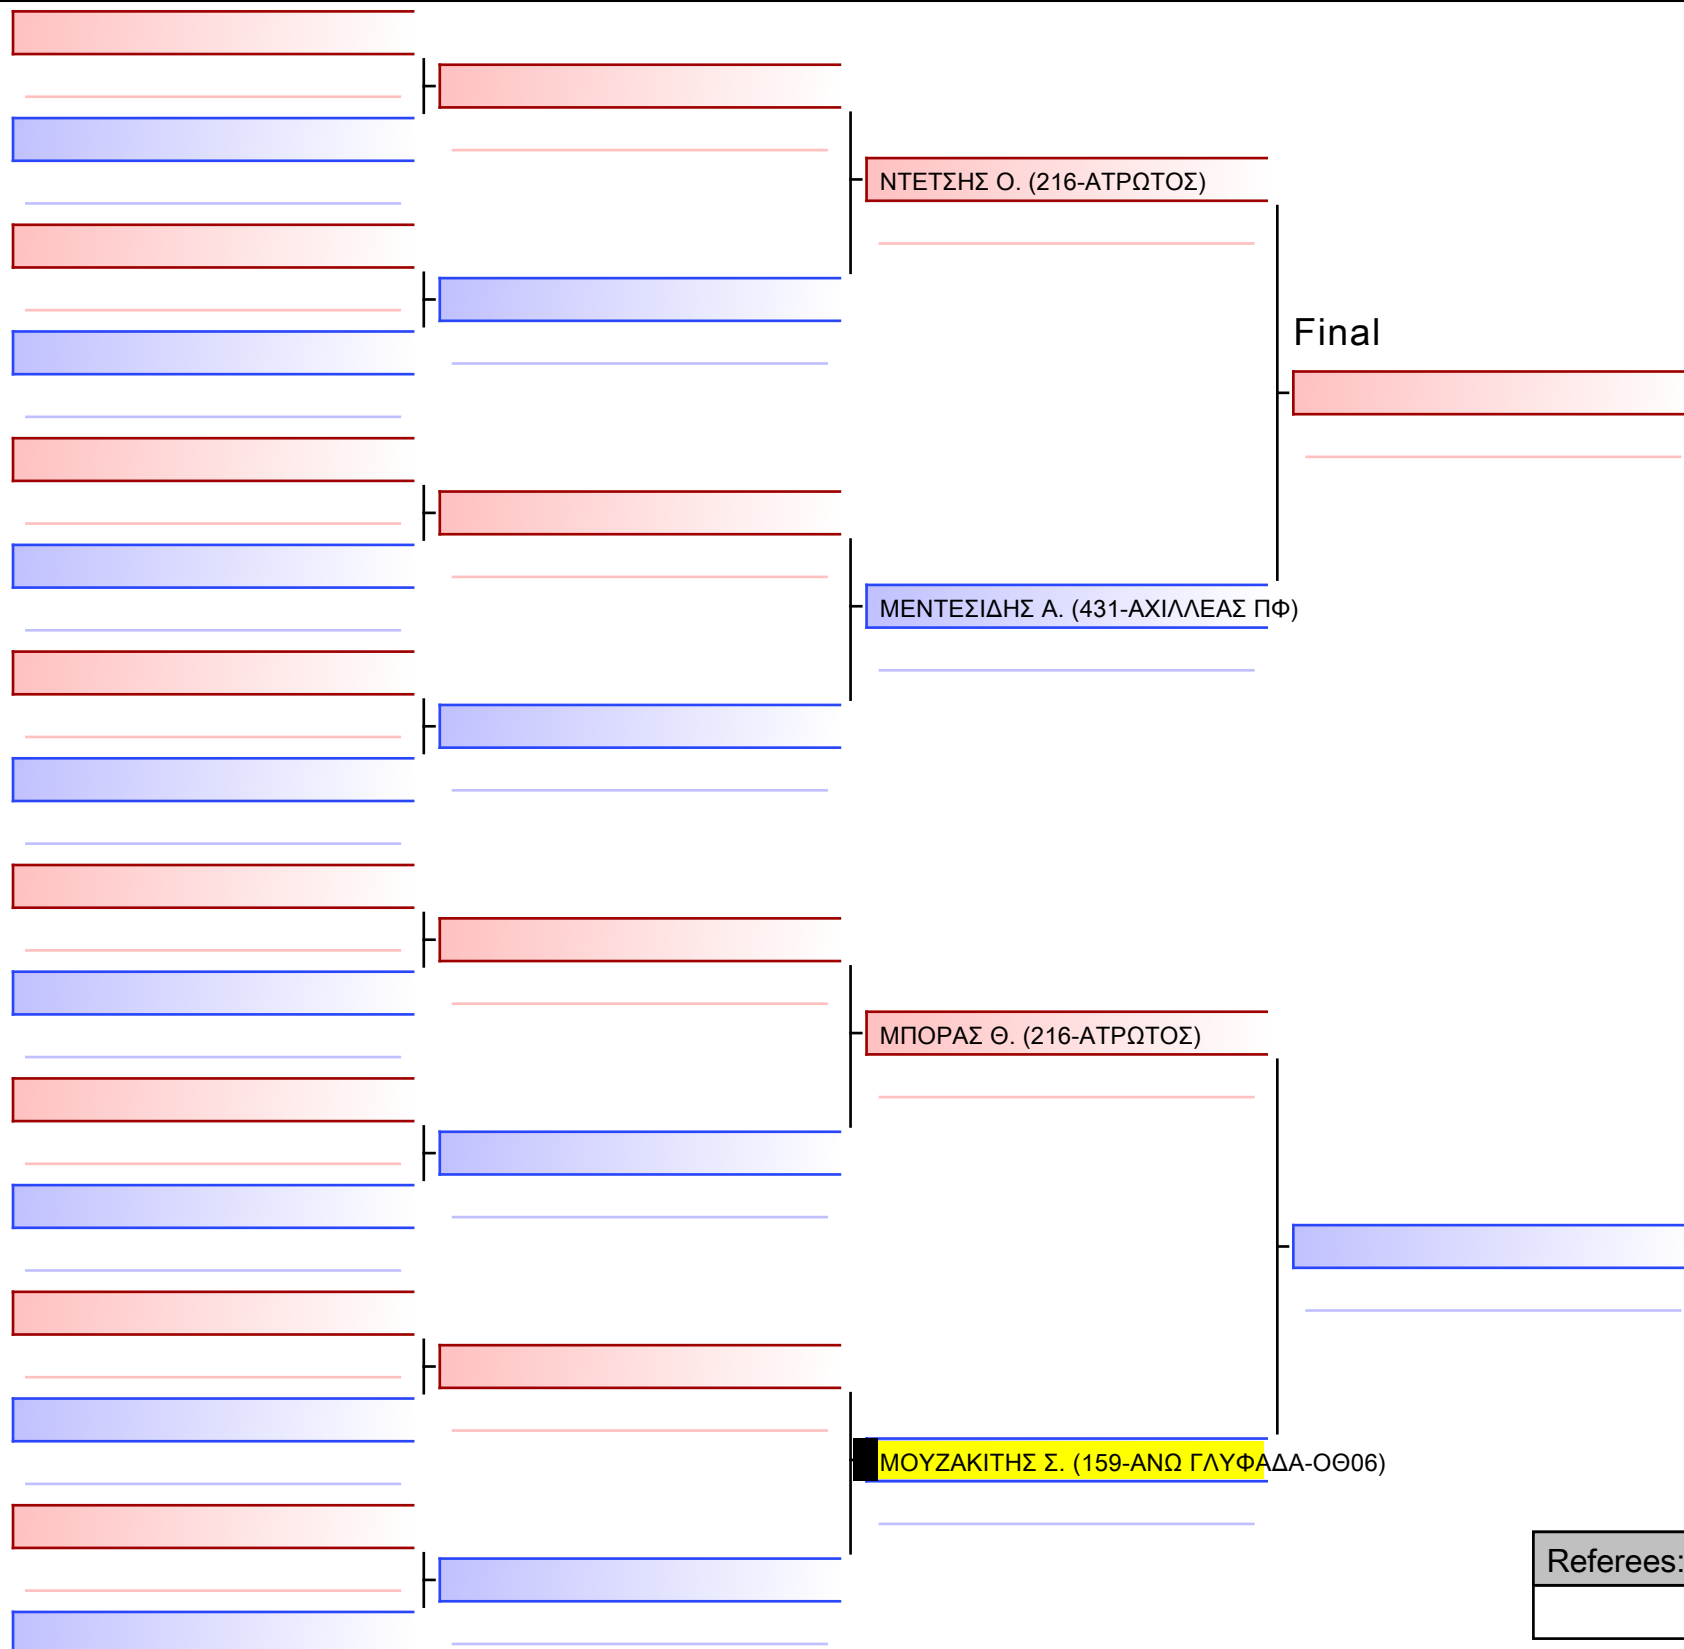 ΝΤΕΤΣΗΣ Ο. (216-ΑΤΡΩΤΟΣ)
Final
ΜΕΝΤΕΣΙΔΗΣ Α. (431-ΑΧΙΛΛΕΑΣ ΠΦ)
ΜΠΟΡΑΣ Θ. (216-ΑΤΡΩΤΟΣ)
ΜΟΥΖΑΚΙΤΗΣ Σ. (159-ΑΝΩ ΓΛΥΦΑΔΑ-ΟΘ06)
Referees: